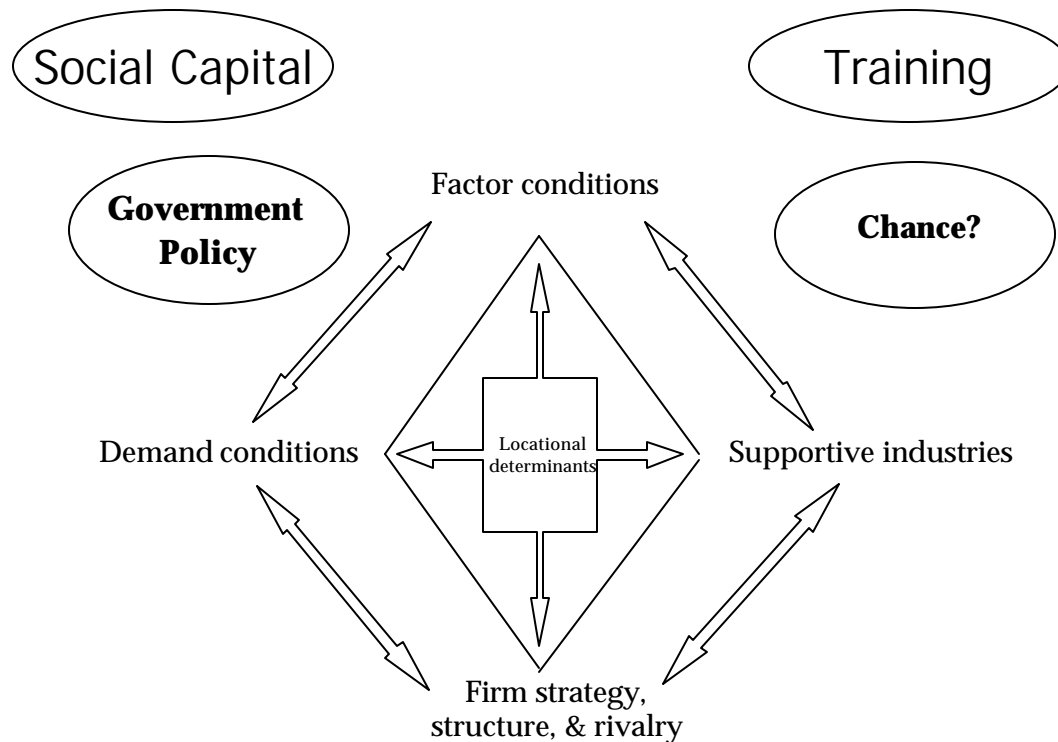 Social Capital
Training
Factor conditions
Government
Policy
Chance?
Demand conditions
Locational
determinants
Supportive industries
Firm strategy,
structure, & rivalry